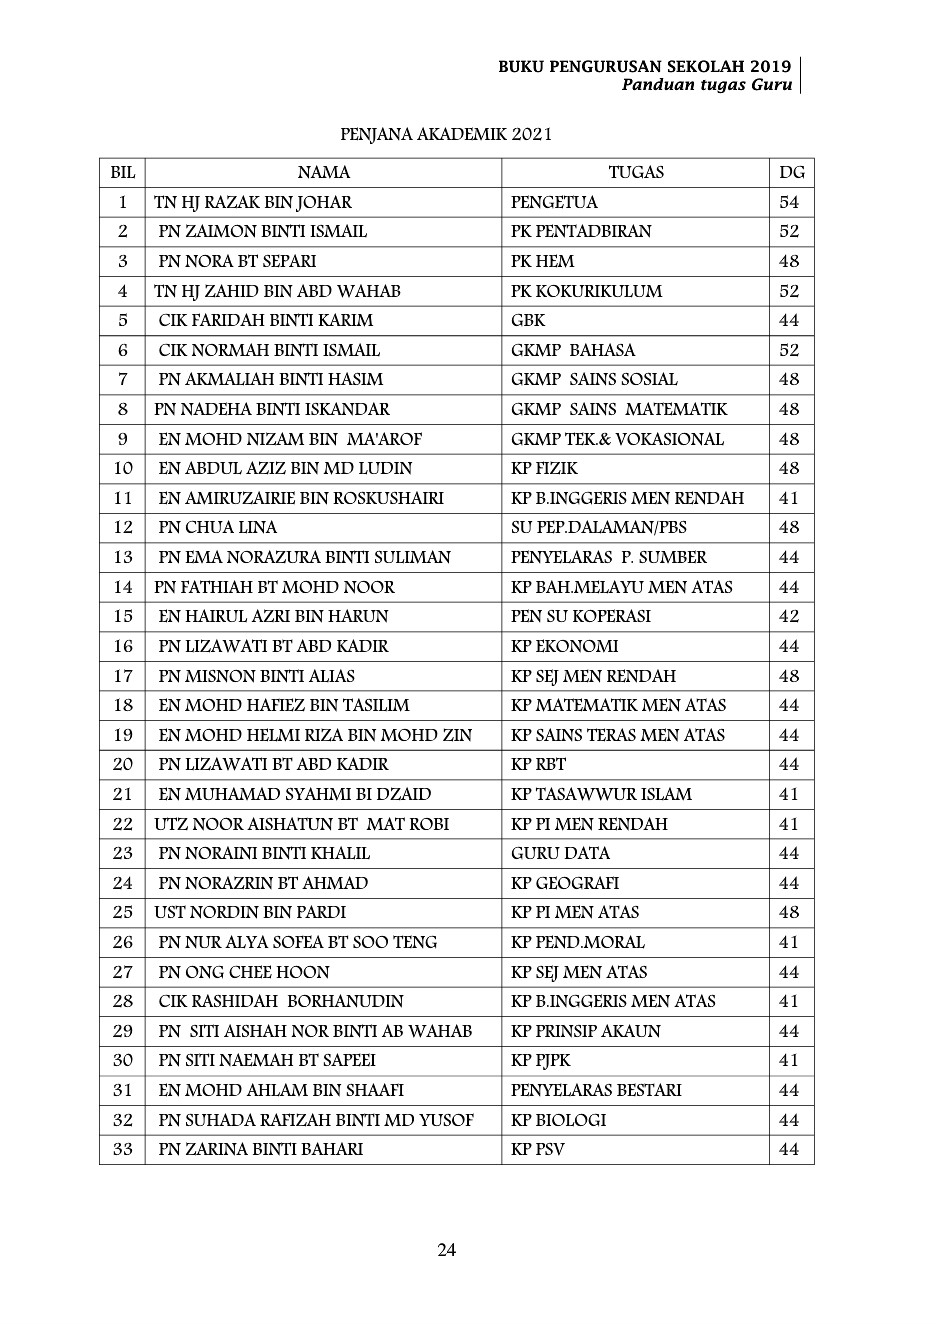 BUKU PENGURUSAN SEKOLAH 2019
Panduan tugas Guru
PENJANA AKADEMIK 2021
BIL NAMA TUGAS DG
1 TN HJ RAZAK BIN JOHAR PENGETUA 54
2 PN ZAIMON BINTI ISMAIL PK PENTADBIRAN 52
3 PN NORA BT SEPARI PK HEM 48
4 TN HJ ZAHID BIN ABD WAHAB PK KOKURIKULUM 52
5 CIK FARIDAH BINTI KARIM GBK 44
6 CIK NORMAH BINTI ISMAIL GKMP BAHASA 52
7 PN AKMALIAH BINTI HASIM GKMP SAINS SOSIAL 48
8 PN NADEHA BINTI ISKANDAR GKMP SAINS MATEMATIK 48
9 EN MOHD NIZAM BIN MA'AROF GKMP TEK.& VOKASIONAL 48
10 EN ABDUL AZIZ BIN MD LUDIN KP FIZIK 48
11 EN AMIRUZAIRIE BIN ROSKUSHAIRI KP B.INGGERIS MEN RENDAH 41
12 PN CHUA LINA SU PEP.DALAMAN/PBS 48
13 PN EMA NORAZURA BINTI SULIMAN PENYELARAS P. SUMBER 44
14 PN FATHIAH BT MOHD NOOR KP BAH.MELAYU MEN ATAS 44
15 EN HAIRUL AZRI BIN HARUN PEN SU KOPERASI 42
16 PN LIZAWATI BT ABD KADIR KP EKONOMI 44
17 PN MISNON BINTI ALIAS KP SEJ MEN RENDAH 48
18 EN MOHD HAFIEZ BIN TASILIM KP MATEMATIK MEN ATAS 44
19 EN MOHD HELMI RIZA BIN MOHD ZIN KP SAINS TERAS MEN ATAS 44
20 PN LIZAWATI BT ABD KADIR KP RBT 44
21 EN MUHAMAD SYAHMI BI DZAID KP TASAWWUR ISLAM 41
22 UTZ NOOR AISHATUN BT MAT ROBI KP PI MEN RENDAH 41
23 PN NORAINI BINTI KHALIL GURU DATA 44
24 PN NORAZRIN BT AHMAD KP GEOGRAFI 44
25 UST NORDIN BIN PARDI KP PI MEN ATAS 48
26 PN NUR ALYA SOFEA BT SOO TENG KP PEND.MORAL 41
27 PN ONG CHEE HOON KP SEJ MEN ATAS 44
28 CIK RASHIDAH BORHANUDIN KP B.INGGERIS MEN ATAS 41
29 PN SITI AISHAH NOR BINTI AB WAHAB KP PRINSIP AKAUN 44
30 PN SITI NAEMAH BT SAPEEI KP PJPK 41
31 EN MOHD AHLAM BIN SHAAFI PENYELARAS BESTARI 44
32 PN SUHADA RAFIZAH BINTI MD YUSOF KP BIOLOGI 44
33 PN ZARINA BINTI BAHARI KP PSV 44
24